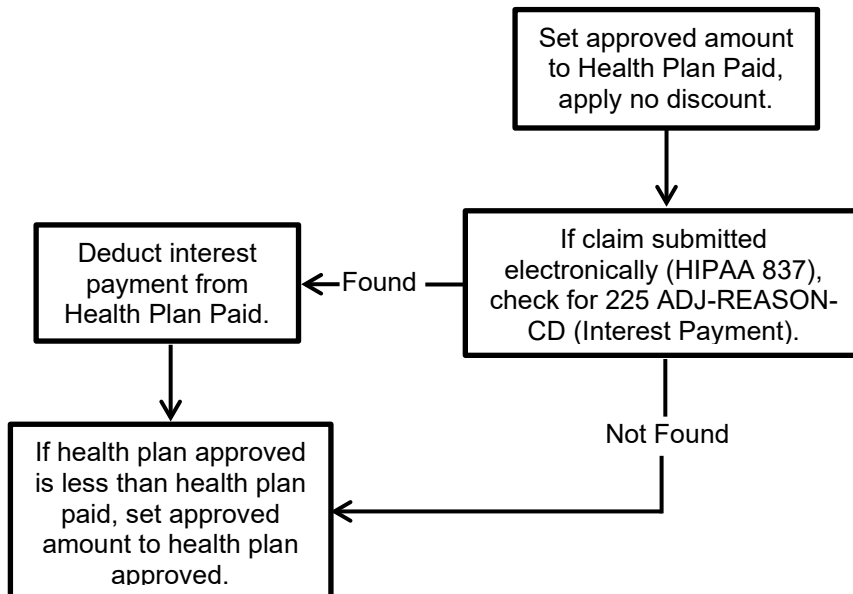 Set approved amount
to Health Plan Paid,
apply no discount.
If claim submitted
electronically (HIPAA 837),
check for 225 ADJ-REASON-
CD (Interest Payment).
Found
Deduct interest
payment from
Health Plan Paid.
Not Found
If health plan approved
is less than health plan
paid, set approved
amount to health plan
approved.